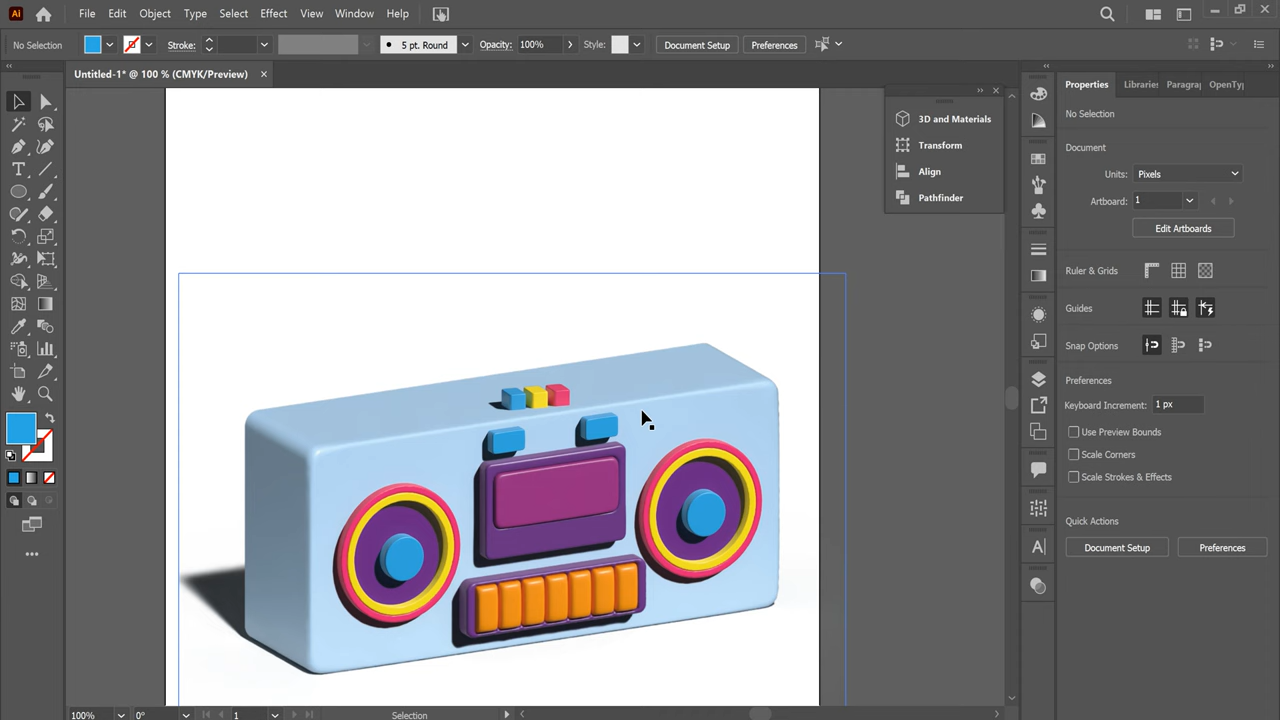 Ai File Edit Object Type Select Effect View Window Help
No Selection Stroke: 5 pt. Round Opacity: 100% Style: Document Setup Preferences
Untitled-1* @ 100 % (CMYK/Preview)
3D and Materials
Transform
Align
Pathfinder
Properties Libraries Paragra OpenTy
No Selection
Document
Units: Pixels
Artboard: 1
Edit Artboards
Ruler & Grids
Guides
Snap Options
Preferences
Keyboard Increment: 1 px
Use Preview Bounds
Scale Corners
Scale Strokes & Effects
Quick Actions
Document Setup Preferences
100% 0° 1 Selection